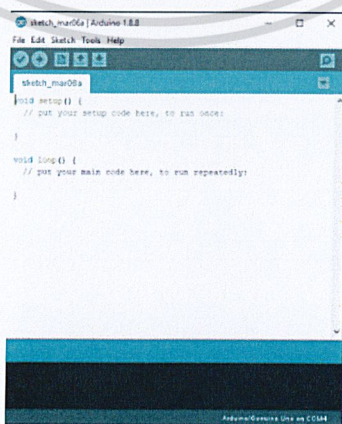 sketch_mar06a | Arduino 1.8.8
File Edit Sketch Tools Help
sketch_mar06a
void setup() {
// put your setup code here, to run once:
}
void loop() {
// put your main code here, to run repeatedly:
}
Arduino/Genuino Uno on COM4